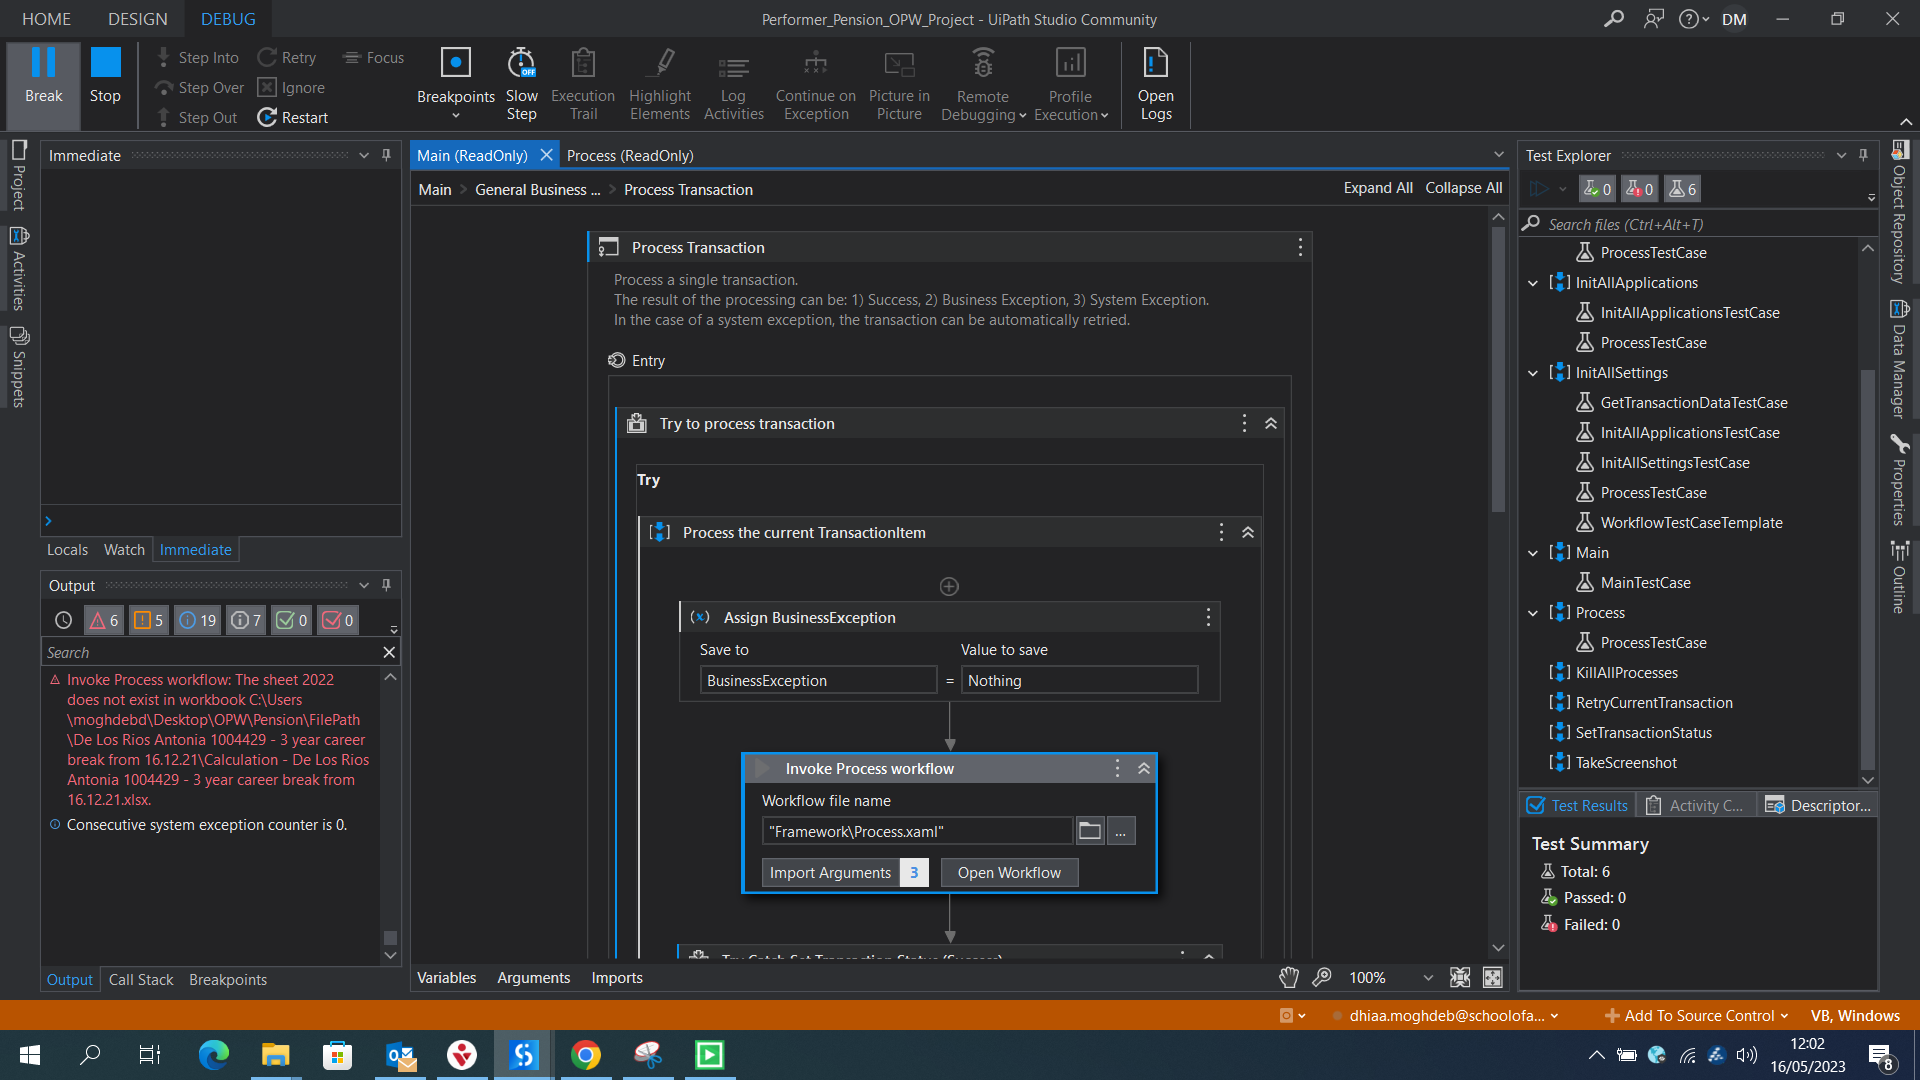 HOME DESIGN DEBUG
Performer_Pension_OPW_Project - UiPath Studio Community
DM
Break
Stop
Step Into
Step Over
Step Out
Retry
Ignore
Restart
Focus
Breakpoints
Slow Step
OFF
Execution Trail
Highlight Elements
Log Activities
Continue on Exception
Picture in Picture
Remote Debugging
Profile Execution
Open Logs
Project
Activities
Snippets
Immediate
Locals Watch Immediate
Output
6 5 19 7 0 0
Search
Invoke Process workflow: The sheet 2022
does not exist in workbook C:\Users
\moghdebd\Desktop\OPW\Pension\FilePath
\De Los Rios Antonia 1004429 - 3 year career
break from 16.12.21\Calculation - De Los Rios
Antonia 1004429 - 3 year career break from
16.12.21.xlsx.
Consecutive system exception counter is 0.
Output Call Stack Breakpoints
Main (ReadOnly) Process (ReadOnly)
Main > General Business ... > Process Transaction
Expand All Collapse All
Process Transaction
Process a single transaction.
The result of the processing can be: 1) Success, 2) Business Exception, 3) System Exception.
In the case of a system exception, the transaction can be automatically retried.
Entry
Try to process transaction
Try
Process the current TransactionItem
Assign BusinessException
Save to Value to save
BusinessException = Nothing
Invoke Process workflow
Workflow file name
"Framework\Process.xaml"
...
Import Arguments 3 Open Workflow
Try Catch Set Transaction Status (Success)
Variables Arguments Imports
100%
Test Explorer
0 0 6
Search files (Ctrl+Alt+T)
ProcessTestCase
InitAllApplications
InitAllApplicationsTestCase
ProcessTestCase
InitAllSettings
GetTransactionDataTestCase
InitAllApplicationsTestCase
InitAllSettingsTestCase
ProcessTestCase
WorkflowTestCaseTemplate
Main
MainTestCase
Process
ProcessTestCase
KillAllProcesses
RetryCurrentTransaction
SetTransactionStatus
TakeScreenshot
Test Results Activity C... Descriptor...
Test Summary
Total: 6
Passed: 0
Failed: 0
Object Repository
Data Manager
Properties
Outline
dhiaa.moghdeb@schoolofa...
Add To Source Control
VB, Windows
12:02
16/05/2023
8